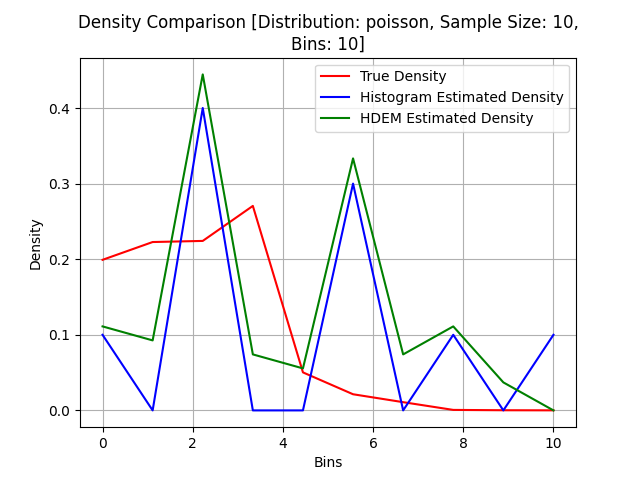 Density Comparison [Distribution: poisson, Sample Size: 10,
Bins: 10]
True Density
Histogram Estimated Density
HDEM Estimated Density
Density
0.4
0.3
0.2
0.1
0.0
0 2 4 6 8 10
Bins